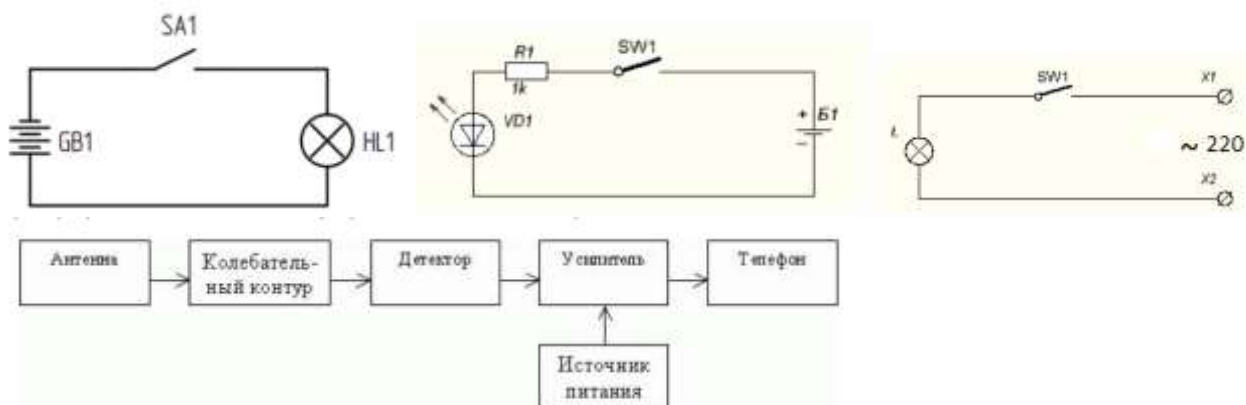 SA1
GB1
HL1
R1
1k
SW1
VD1
+ Б1
−
SW1
X1
Ł
~ 220
X2
Антенна
Колебатель-
ный контур
Детектор
Усилитель
Телефон
Источник
питания